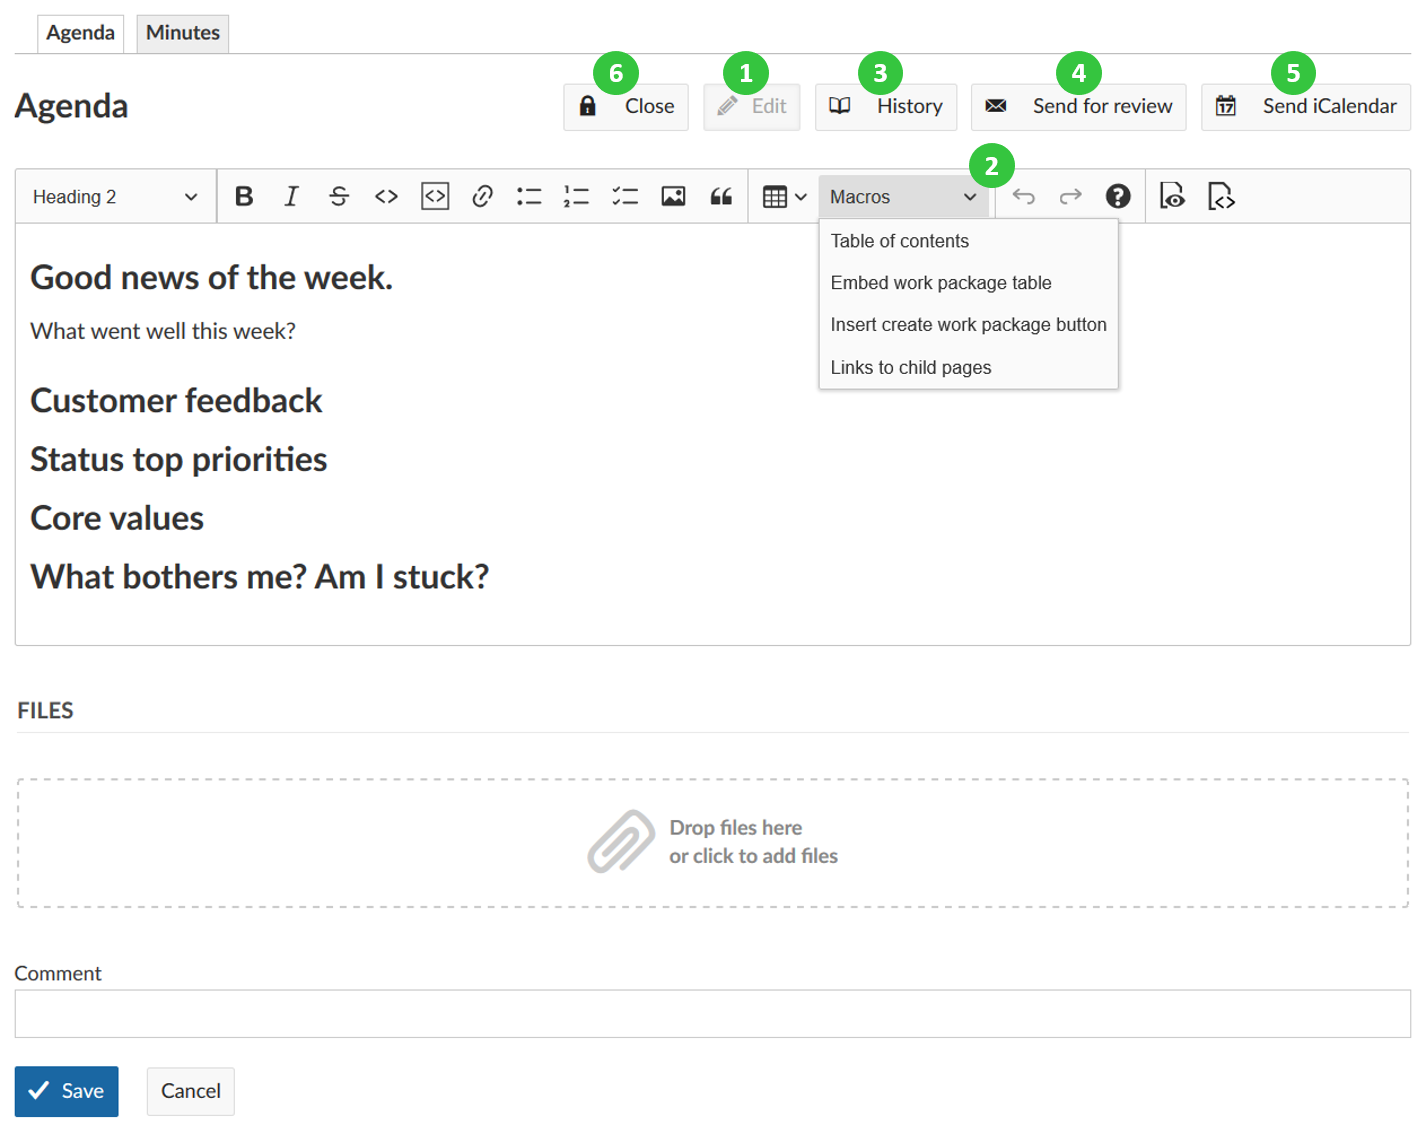 Agenda Minutes
6 1 3 4 5
Agenda Close Edit History Send for review 17 Send iCalendar
2
Heading 2 B I S <> <> 1 2 Macros ?
Table of contents
Embed work package table
Insert create work package button
Links to child pages
Good news of the week.
What went well this week?
Customer feedback
Status top priorities
Core values
What bothers me? Am I stuck?
FILES
Drop files here
or click to add files
Comment
Save Cancel